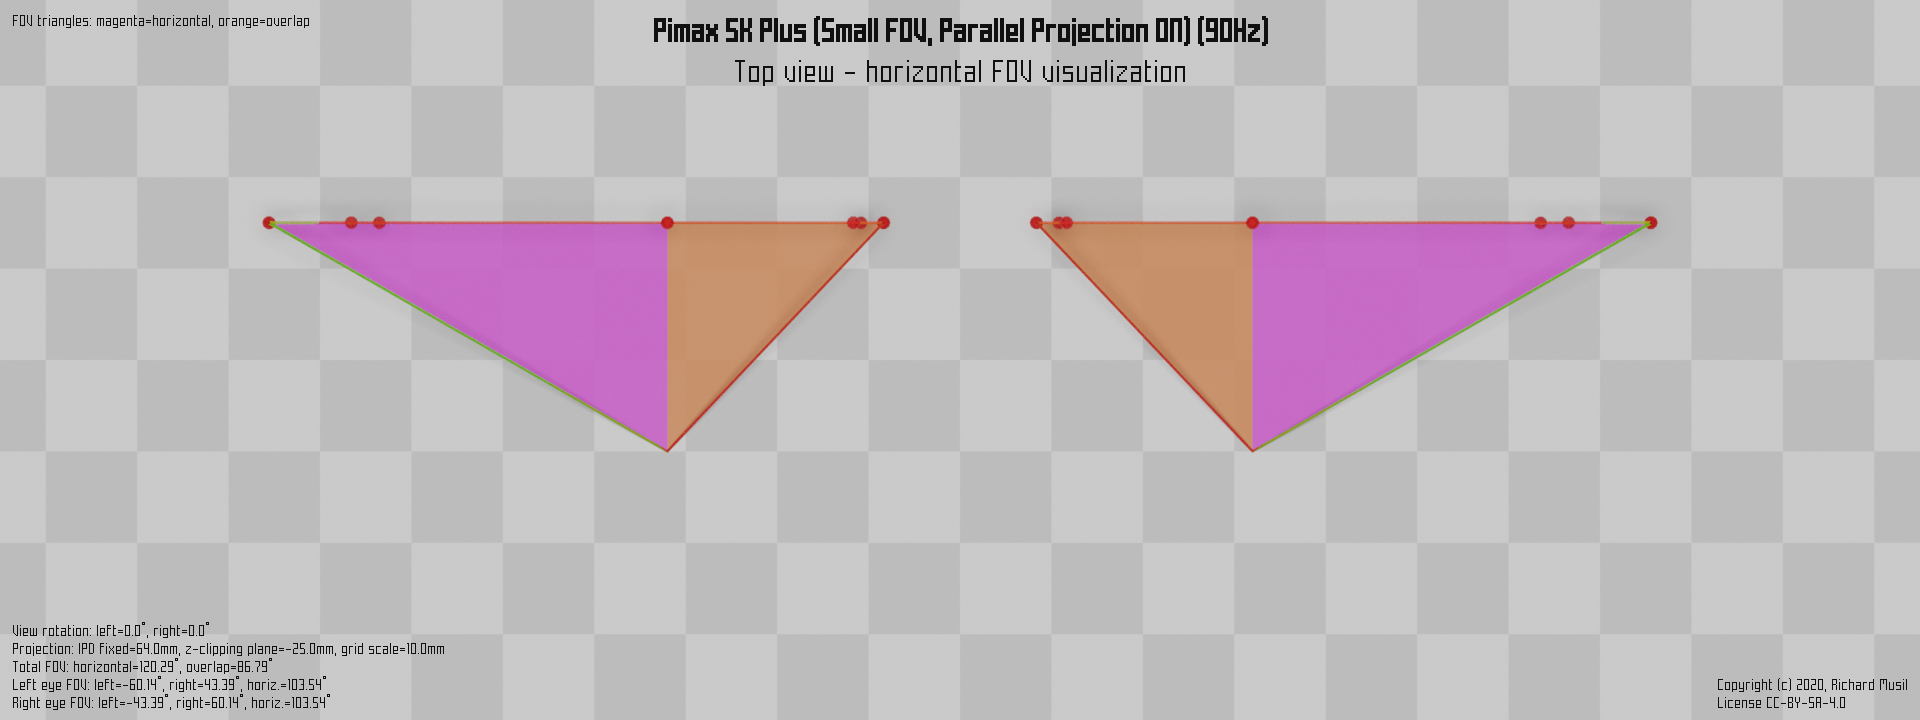 FOV triangles: magenta=horizontal, orange=overlap
Pimax 5K Plus (Small FOV, Parallel Projection ON) (90Hz)
Top view - horizontal FOV visualization
View rotation: left=0.0°, right=0.0°
Projection: IPD fixed=64.0mm, z-clipping plane=-25.0mm, grid scale=10.0mm
Total FOV: horizontal=120.29°, overlap=86.79°
Left eye FOV: left=-60.14°, right=43.39°, horiz.=103.54°
Right eye FOV: left=-43.39°, right=60.14°, horiz.=103.54°
Copyright (c) 2020, Richard Musil
License CC-BY-SA-4.0